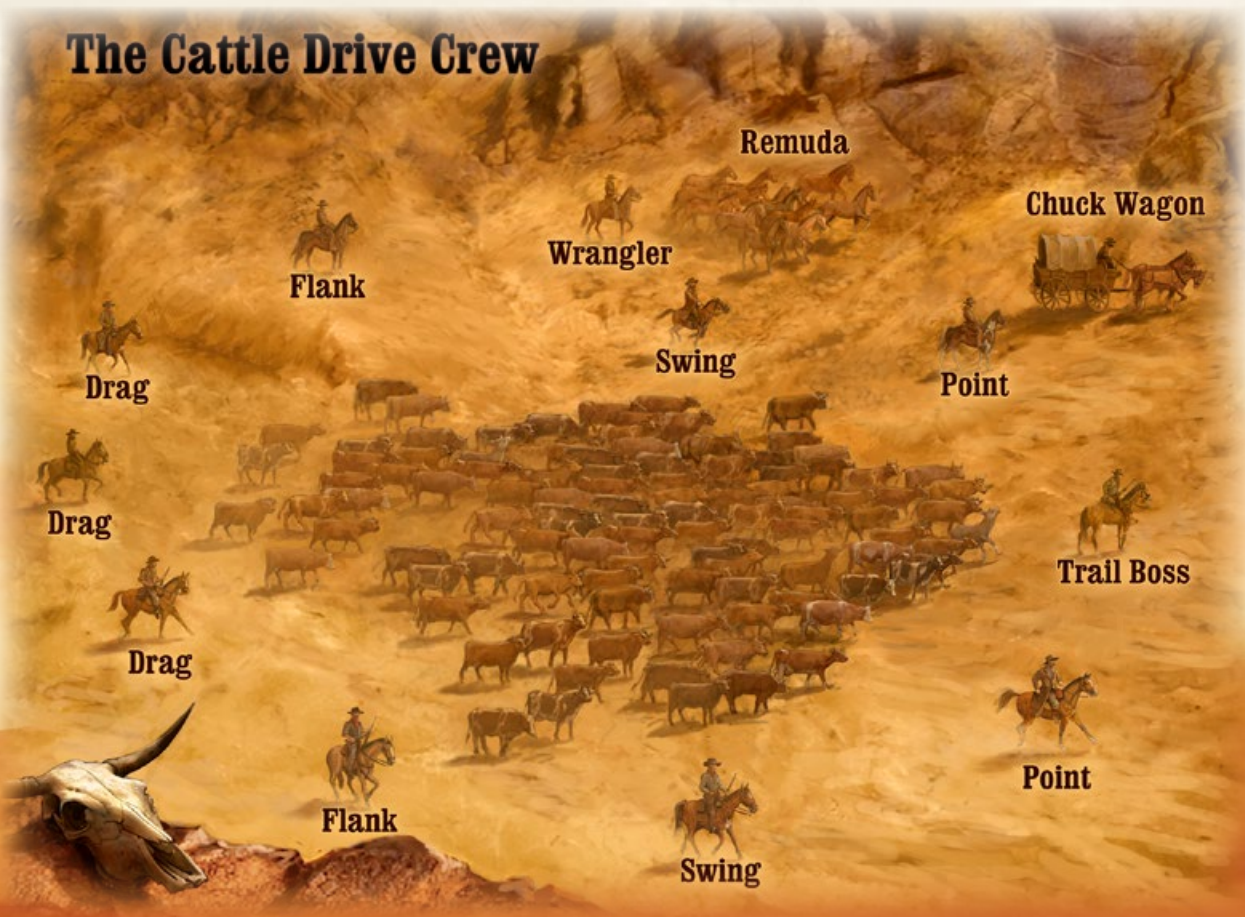 The Cattle Drive Crew
Remuda
Chuck Wagon
Wrangler
Flank
Swing
Point
Drag
Drag
Trail Boss
Drag
Point
Flank
Swing